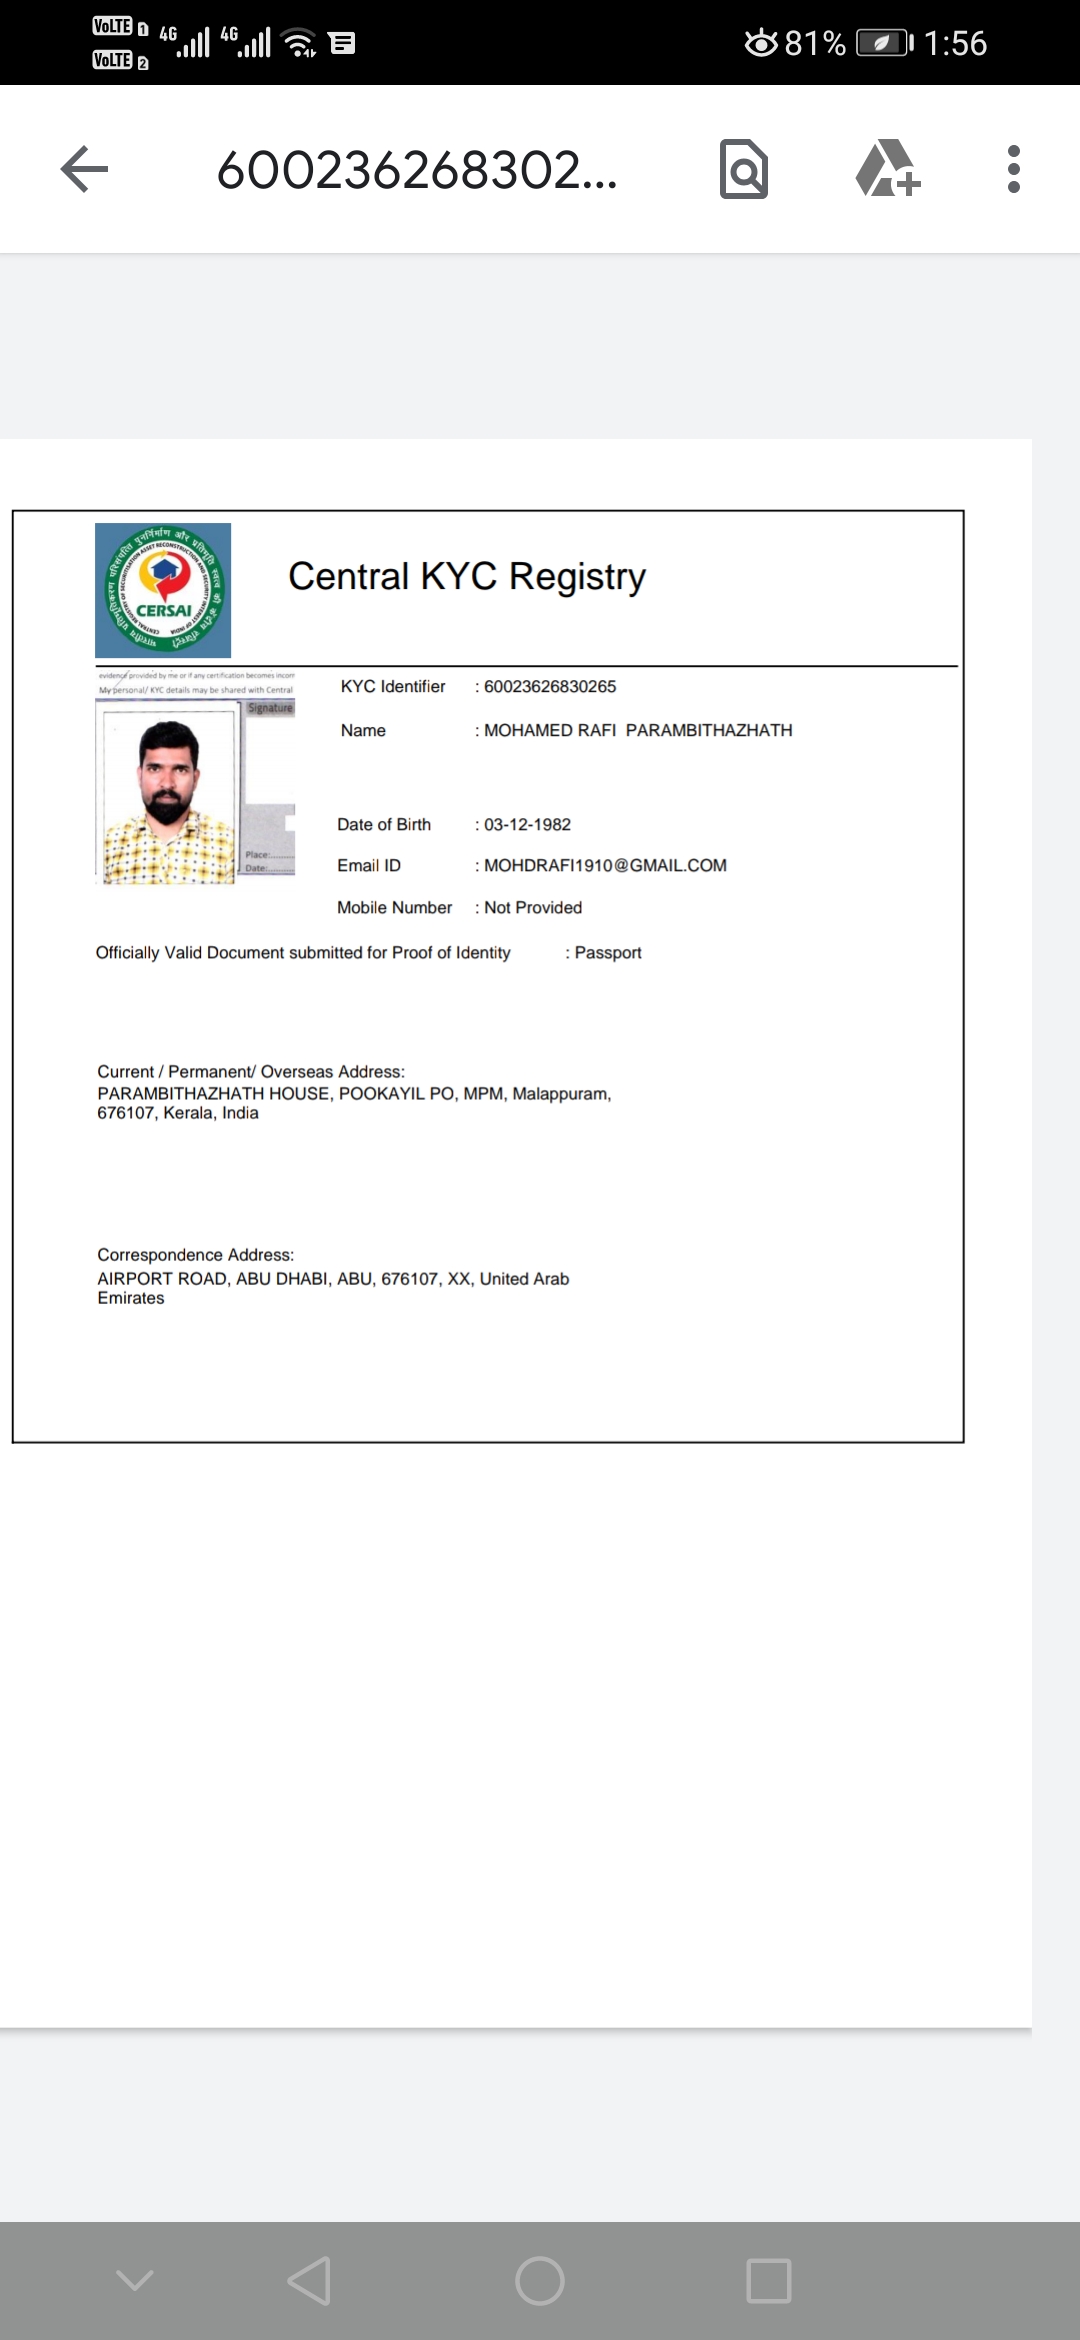 VoLTE 1 4G 4G 81% 1:56
VoLTE 2
600236268302...
CERSAI
Central KYC Registry
evidence provided by me or if any certification becomes incorr
My personal/ KYC details may be shared with Central
Signature
Place:
Date:
KYC Identifier : 60023626830265
Name : MOHAMED RAFI PARAMBITHAZHATH
Date of Birth : 03-12-1982
Email ID : MOHDRAFI1910@GMAIL.COM
Mobile Number : Not Provided
Officially Valid Document submitted for Proof of Identity : Passport
Current / Permanent/ Overseas Address:
PARAMBITHAZHATH HOUSE, POOKAYIL PO, MPM, Malappuram,
676107, Kerala, India
Correspondence Address:
AIRPORT ROAD, ABU DHABI, ABU, 676107, XX, United Arab
Emirates